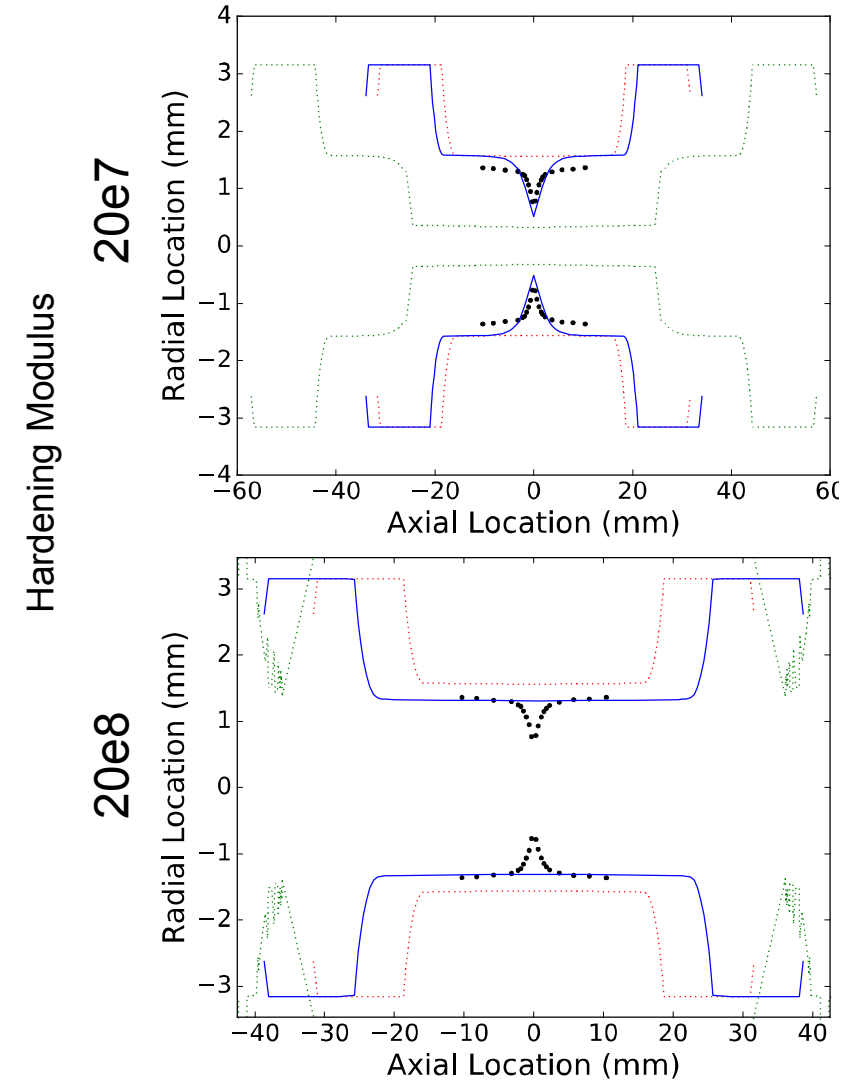 Hardening Modulus
20e7
Radial Location (mm)
4
3
2
1
0
−1
−2
−3
−4
−60 −40 −20 0 20 40 60
Axial Location (mm)
20e8
Radial Location (mm)
3
2
1
0
−1
−2
−3
−40 −30 −20 −10 0 10 20 30 40
Axial Location (mm)